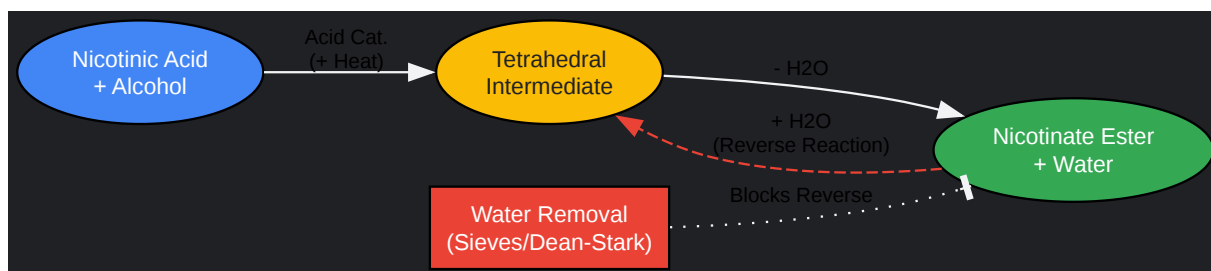 Nicotinic Acid
+ Alcohol
Acid Cat.
(+ Heat)
Tetrahedral
Intermediate
- H2O
+ H2O
(Reverse Reaction)
Nicotinate Ester
+ Water
Blocks Reverse
Water Removal
(Sieves/Dean-Stark)